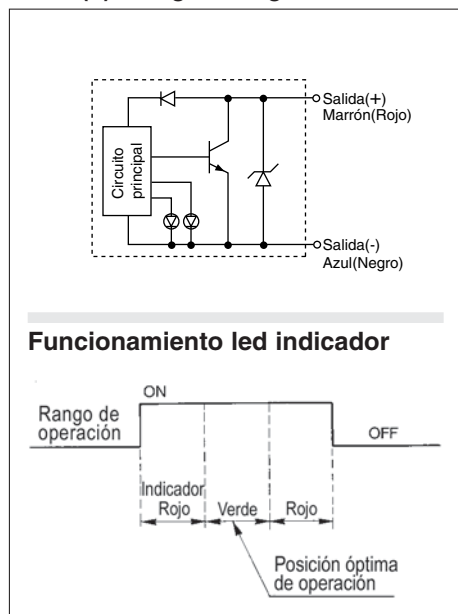 Salida(+)
Marrón(Rojo)
Circuito
principal
Salida(-)
Azul(Negro)
Funcionamiento led indicador
ON
Rango de
operación
OFF
Indicador
Rojo
Verde
Rojo
Posición óptima
de operación